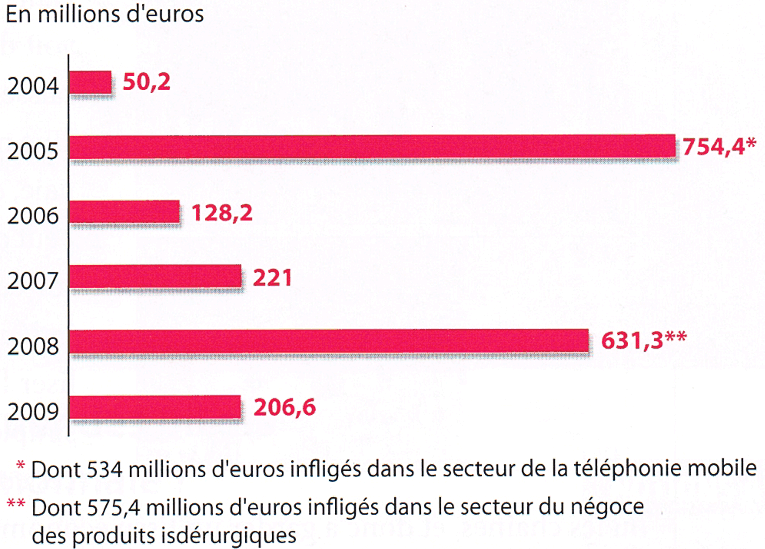 En millions d'euros
2004 50,2
2005 754,4*
2006 128,2
2007 221
2008 631,3**
2009 206,6
* Dont 534 millions d'euros infligés dans le secteur de la téléphonie mobile
** Dont 575,4 millions d'euros infligés dans le secteur du négoce
des produits isdérurgiques